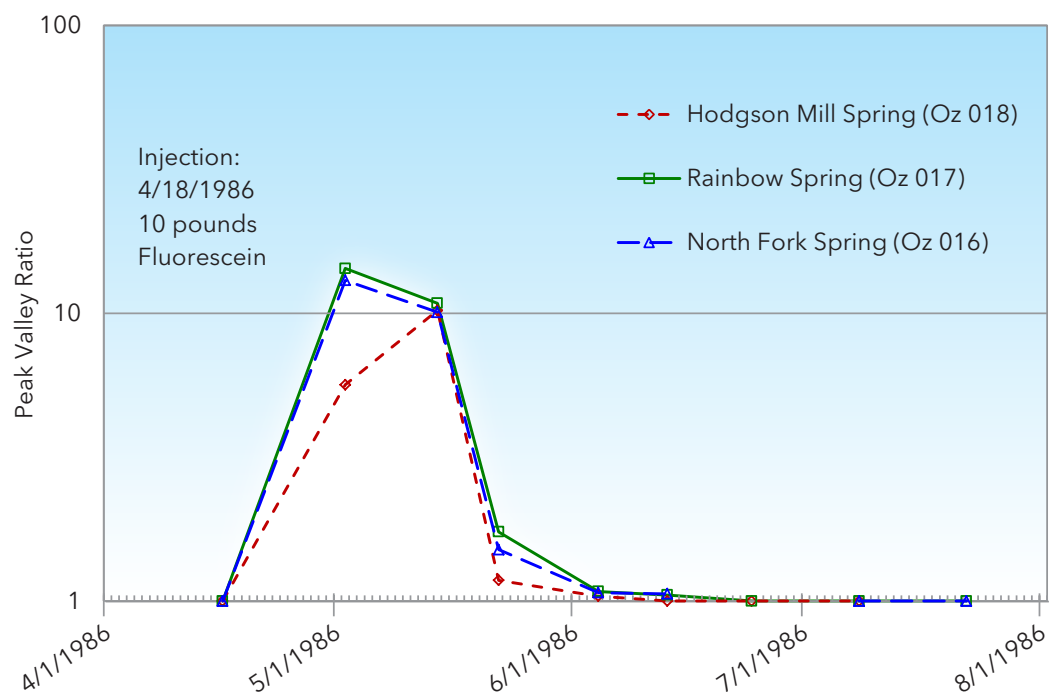 100
10
1
Peak Valley Ratio
Injection:
4/18/1986
10 pounds
Fluorescein
Hodgson Mill Spring (Oz 018)
Rainbow Spring (Oz 017)
North Fork Spring (Oz 016)
4/1/1986
5/1/1986
6/1/1986
7/1/1986
8/1/1986